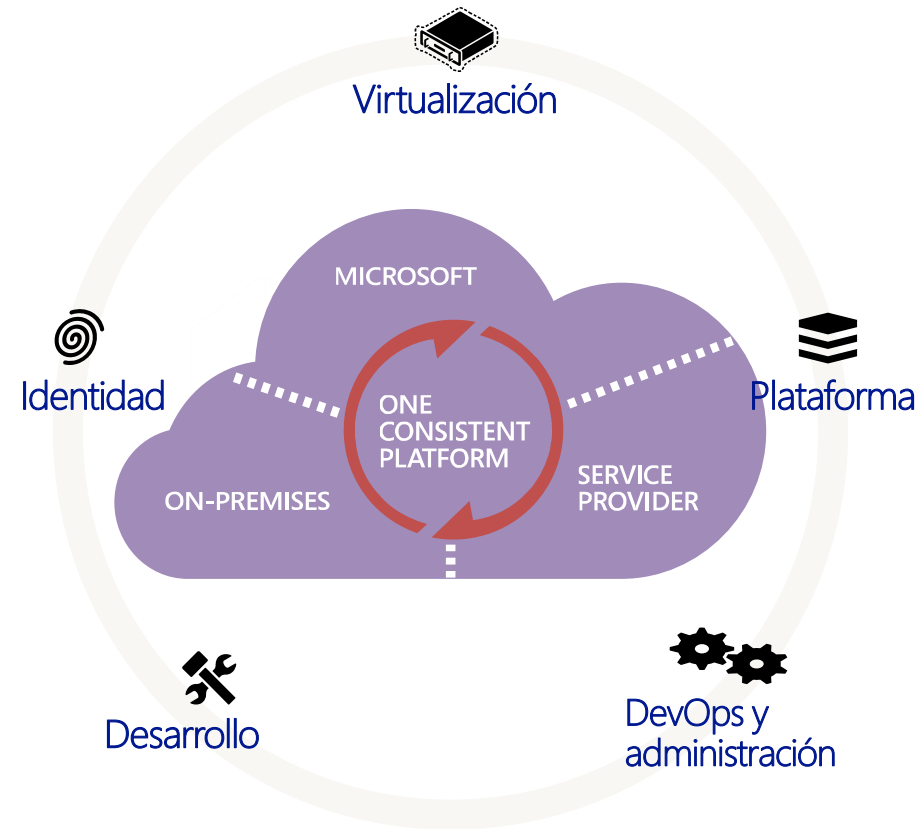 Virtualización
MICROSOFT
Identidad
Plataforma
ONE
CONSISTENT
PLATFORM
ON-PREMISES
SERVICE
PROVIDER
Desarrollo
DevOps y
administración